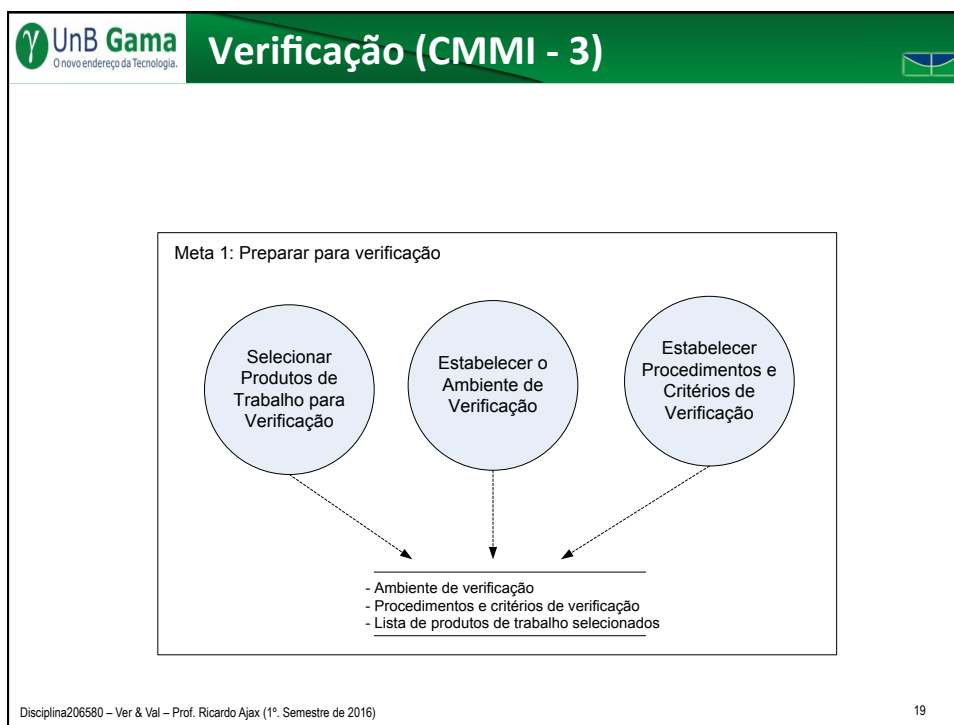 γ UnB Gama
O novo endereço da Tecnologia.
Verificação (CMMI - 3)
Meta 1: Preparar para verificação
Selecionar
Produtos de
Trabalho para
Verificação
Estabelecer o
Ambiente de
Verificação
Estabelecer
Procedimentos e
Critérios de
Verificação
- Ambiente de verificação
- Procedimentos e critérios de verificação
- Lista de produtos de trabalho selecionados
Disciplina206580 – Ver & Val – Prof. Ricardo Ajax (1º. Semestre de 2016)
19